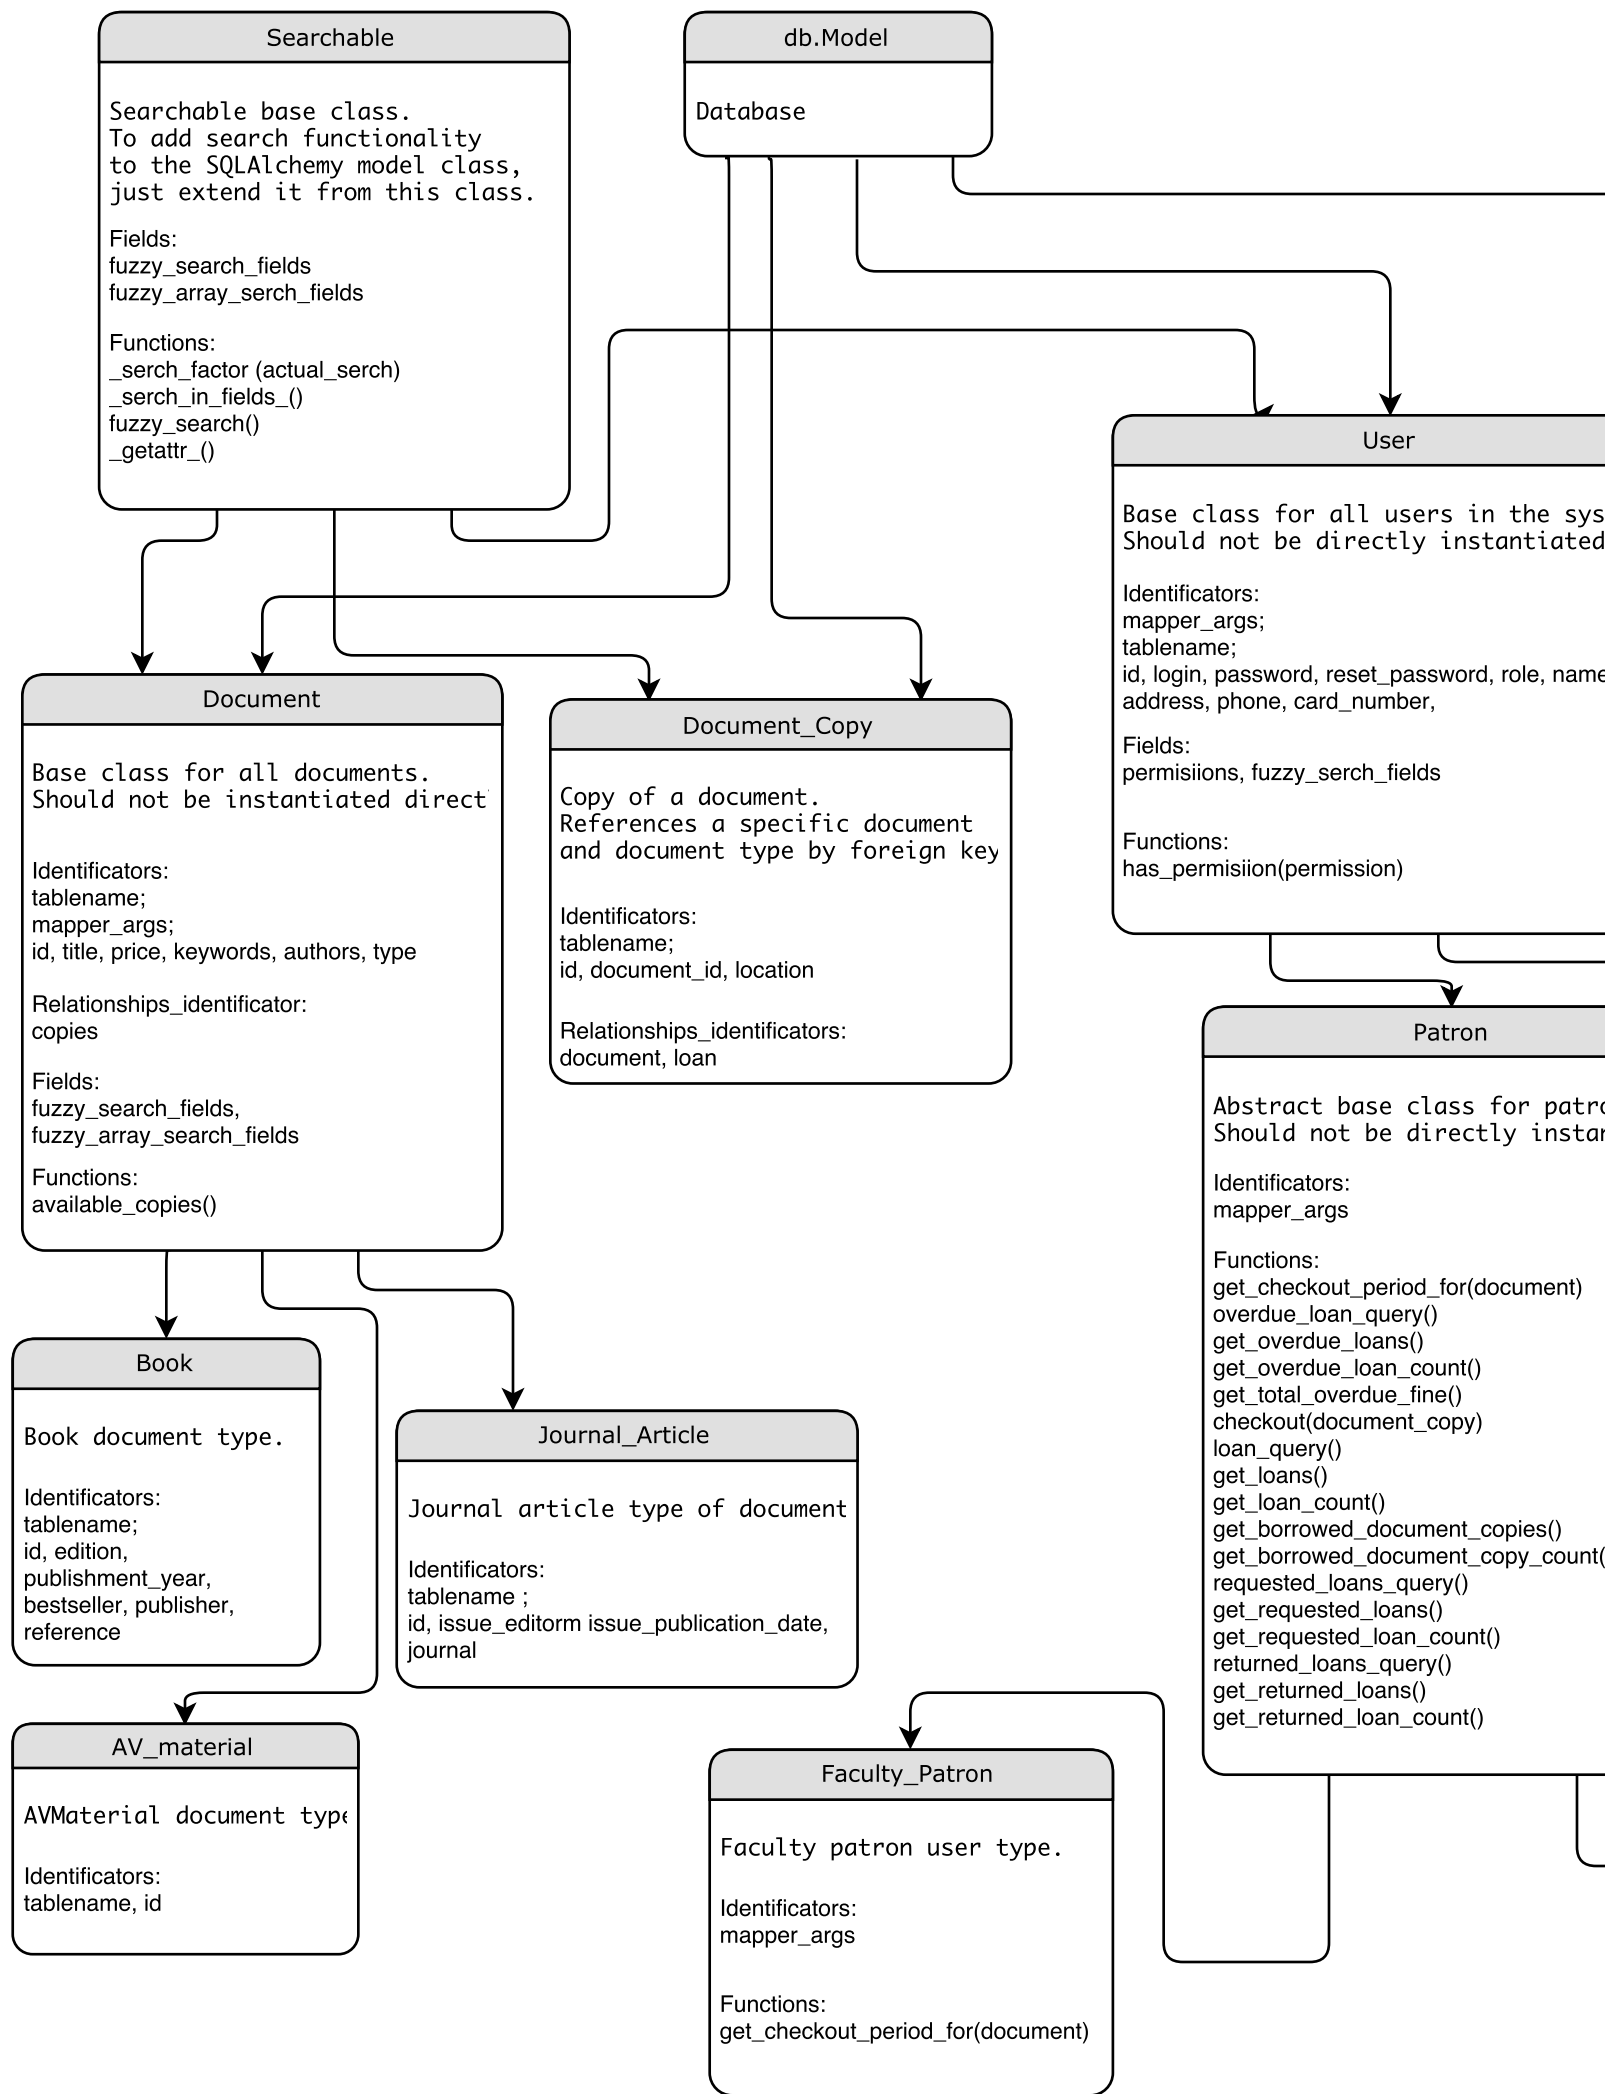 Searchable
Searchable base class.
To add search functionality
to the SQLAlchemy model class,
just extend it from this class.
Fields:
fuzzy_search_fields
fuzzy_array_serch_fields
Functions:
_serch_factor (actual_serch)
_serch_in_fields_()
fuzzy_search()
_getattr_()
db.Model
Database
User
Base class for all users in the sys
Should not be directly instantiated
Identificators:
mapper_args;
tablename;
id, login, password, reset_password, role, name
address, phone, card_number,
Fields:
permisiions, fuzzy_serch_fields
Functions:
has_permisiion(permission)
Document
Base class for all documents.
Should not be instantiated direct
Identificators:
tablename;
mapper_args;
id, title, price, keywords, authors, type
Relationships_identificator:
copies
Fields:
fuzzy_search_fields,
fuzzy_array_search_fields
Functions:
available_copies()
Document_Copy
Copy of a document.
References a specific document
and document type by foreign key
Identificators:
tablename;
id, document_id, location
Relationships_identificators:
document, loan
Patron
Abstract base class for patro
Should not be directly instan
Identificators:
mapper_args
Functions:
get_checkout_period_for(document)
overdue_loan_query()
get_overdue_loans()
get_overdue_loan_count()
get_total_overdue_fine()
checkout(document_copy)
loan_query()
get_loans()
get_loan_count()
get_borrowed_document_copies()
get_borrowed_document_copy_count(
requested_loans_query()
get_requested_loans()
get_requested_loan_count()
returned_loans_query()
get_returned_loans()
get_returned_loan_count()
Book
Book document type.
Identificators:
tablename;
id, edition,
publishment_year,
bestseller, publisher,
reference
Journal_Article
Journal article type of document
Identificators:
tablename ;
id, issue_editorm issue_publication_date,
journal
AV_material
AVMaterial document type
Identificators:
tablename, id
Faculty_Patron
Faculty patron user type.
Identificators:
mapper_args
Functions:
get_checkout_period_for(document)